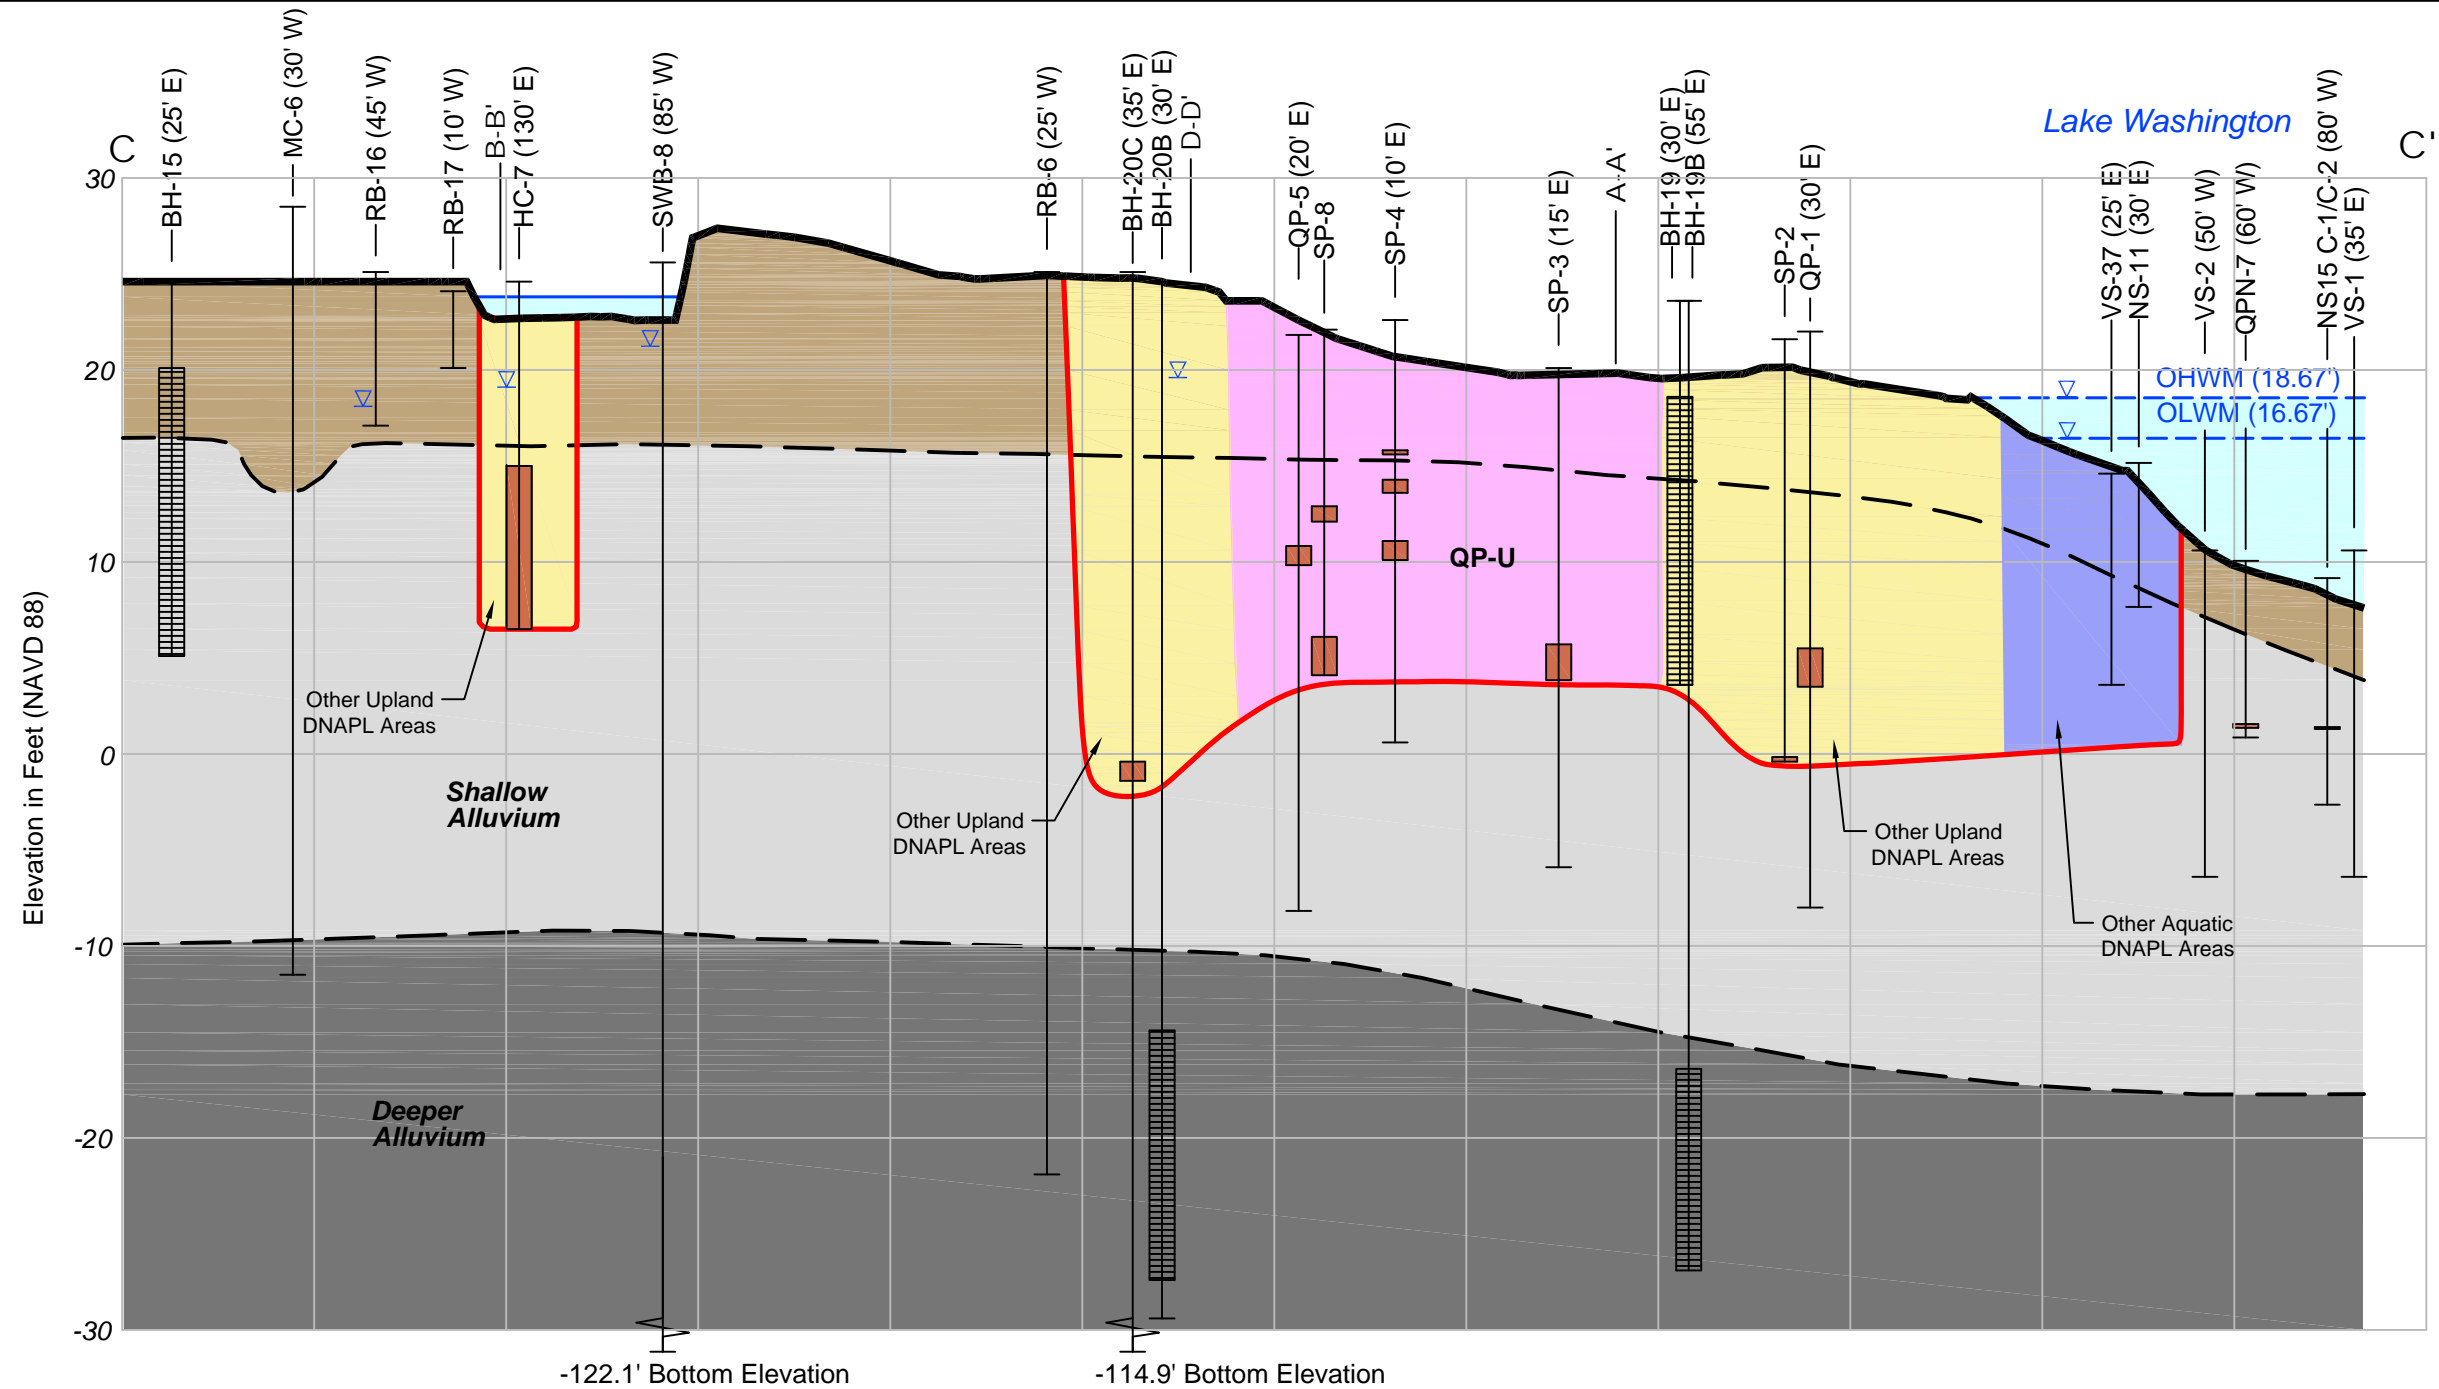 C
BH-15 (25' E)
MC-6 (30' W)
RB-16 (45' W)
RB-17 (10' W)
B-B'
HC-7 (130' E)
SWB-8 (85' W)
RB-6 (25' W)
BH-20C (35' E)
BH-20B (30' E)
D-D'
QP-5 (20' E)
SP-8
SP-4 (10' E)
SP-3 (15' E)
A-A'
BH-19 (30' E)
BH-19B (55' E)
SP-2
QP-1 (30' E)
Lake Washington
VS-37 (25' E)
NS-11 (30' E)
VS-2 (50' W)
QPN-7 (60' W)
NS15 C-1/C-2 (80' W)
VS-1 (35' E)
C'
30
20
10
0
-10
-20
-30
Elevation in Feet (NAVD 88)
OHWM (18.67')
OLWM (16.67')
QP-U
Other Upland
DNAPL Areas
Shallow
Alluvium
Other Upland
DNAPL Areas
Other Upland
DNAPL Areas
Other Aquatic
DNAPL Areas
Deeper
Alluvium
-122.1' Bottom Elevation
-114.9' Bottom Elevation